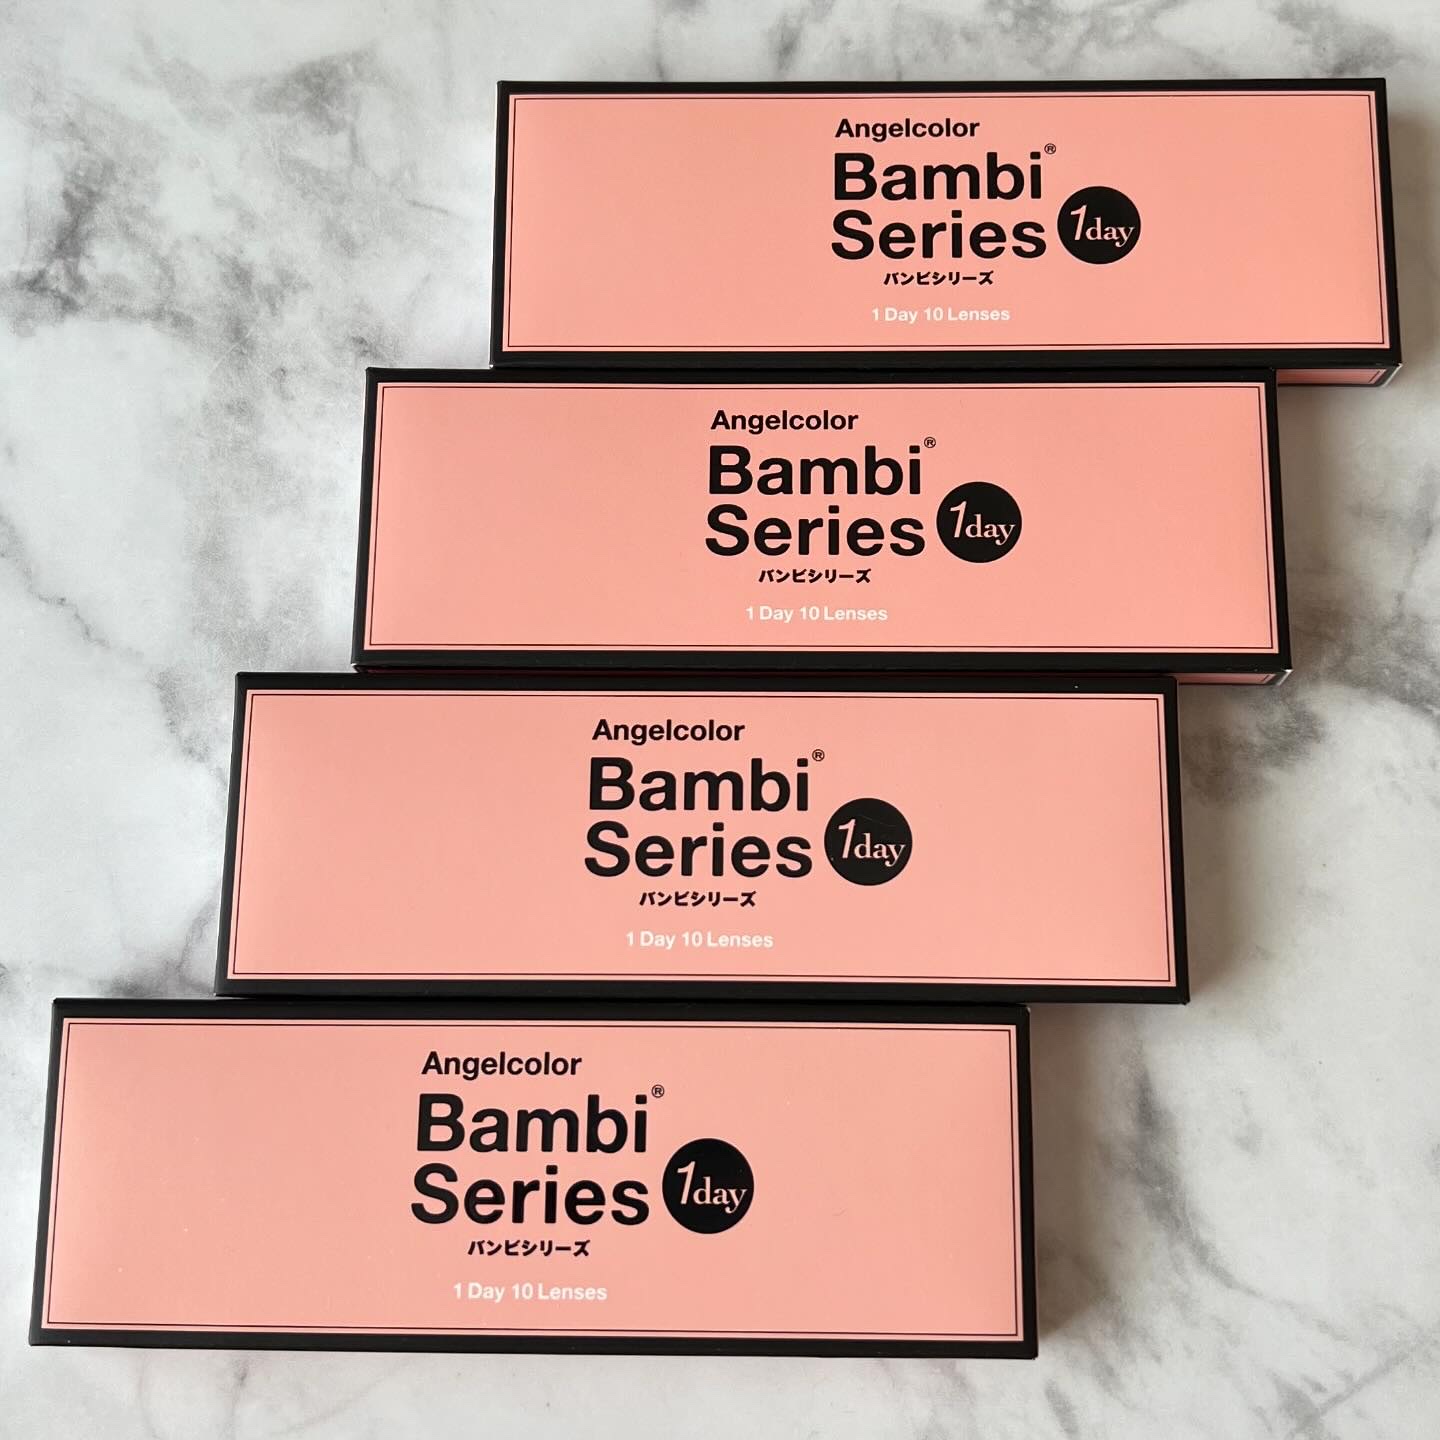 Angelcolor
Bambi®
Series 1day
バンビシリーズ
1 Day 10 Lenses
Angelcolor
Bambi®
Series 1day
バンビシリーズ
1 Day 10 Lenses
Angelcolor
Bambi®
Series 1day
バンビシリーズ
1 Day 10 Lenses
Angelcolor
Bambi®
Series 1day
バンビシリーズ
1 Day 10 Lenses